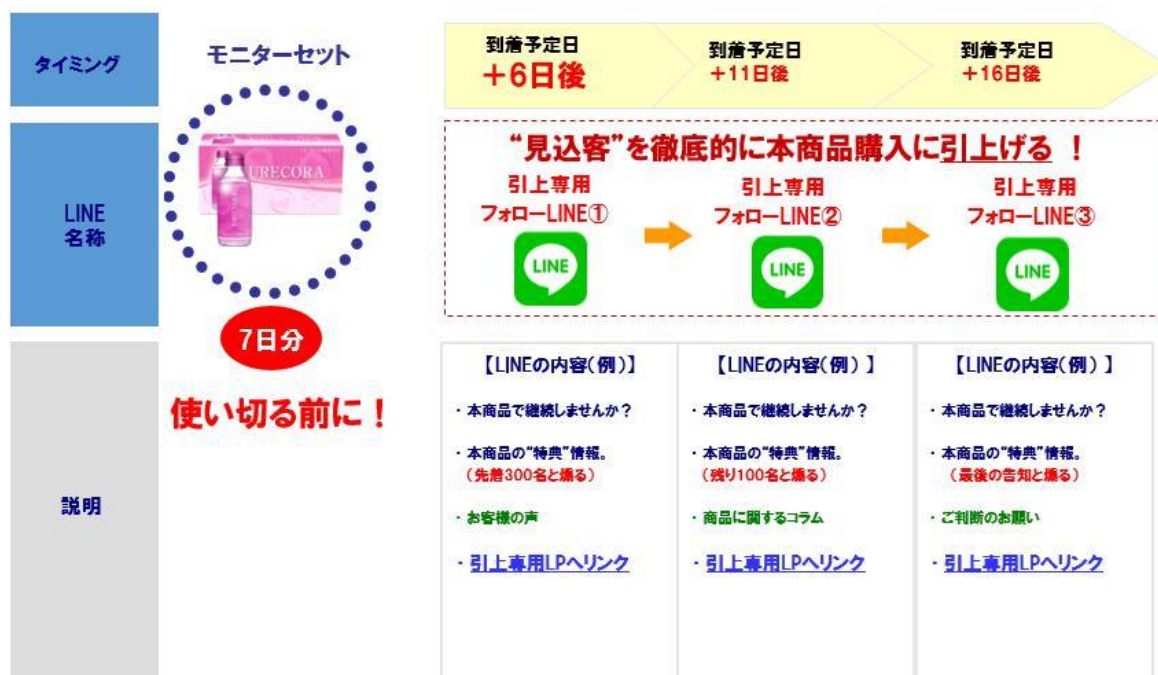 タイミング
モニターセット
到着予定日
+6日後
到着予定日
+11日後
到着予定日
+16日後
LINE
名称
URECORA
7日分
使い切る前に！
“見込客”を徹底的に本商品購入に引上げる ！
引上専用
フォローLINE①
LINE
引上専用
フォローLINE②
LINE
引上専用
フォローLINE③
LINE
説明
【LINEの内容(例)】
・本商品で継続しませんか？
・本商品の“特典”情報。
（先着300名と煽る）
・お客様の声
・引上専用LPへリンク
【LINEの内容(例) 】
・本商品で継続しませんか？
・本商品の“特典”情報。
（残り100名と煽る）
・商品に関するコラム
・引上専用LPへリンク
【LINEの内容(例) 】
・本商品で継続しませんか？
・本商品の“特典”情報。
（最後の告知と煽る）
・ご判断のお願い
・引上専用LPへリンク